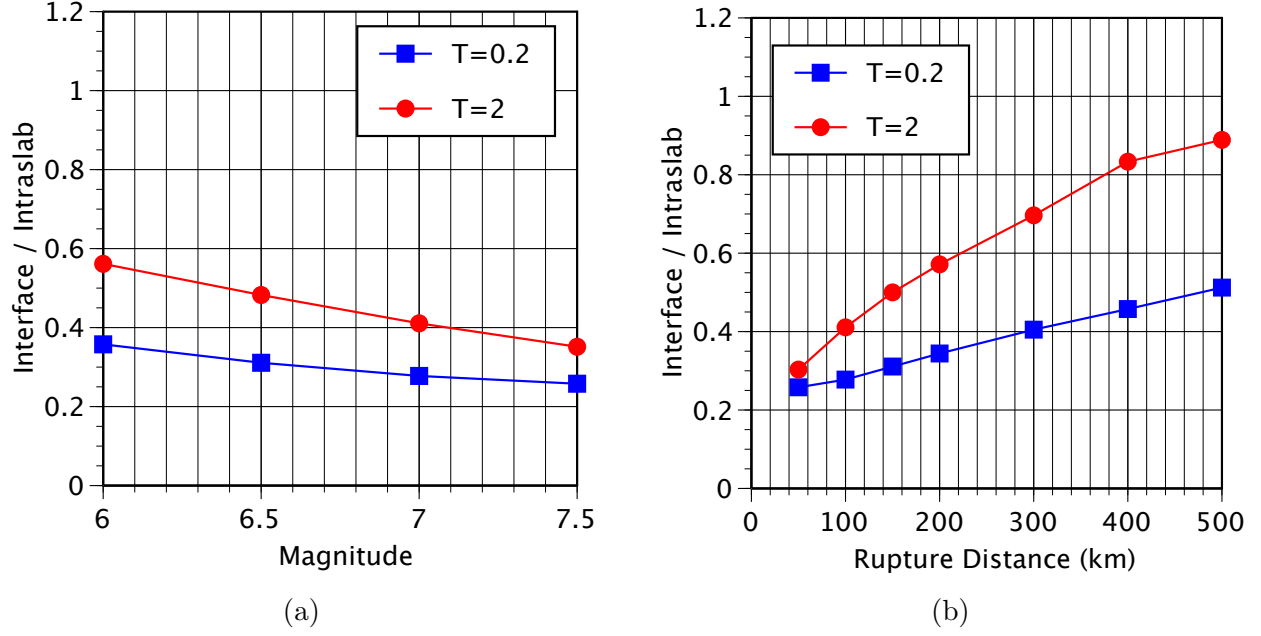 1.2
1
0.8
0.6
0.4
0.2
0
Interface / Intraslab
T=0.2
T=2
6
6.5
7
7.5
Magnitude
(a)
1.2
1
0.8
0.6
0.4
0.2
0
Interface / Intraslab
T=0.2
T=2
0
100
200
300
400
500
Rupture Distance (km)
(b)